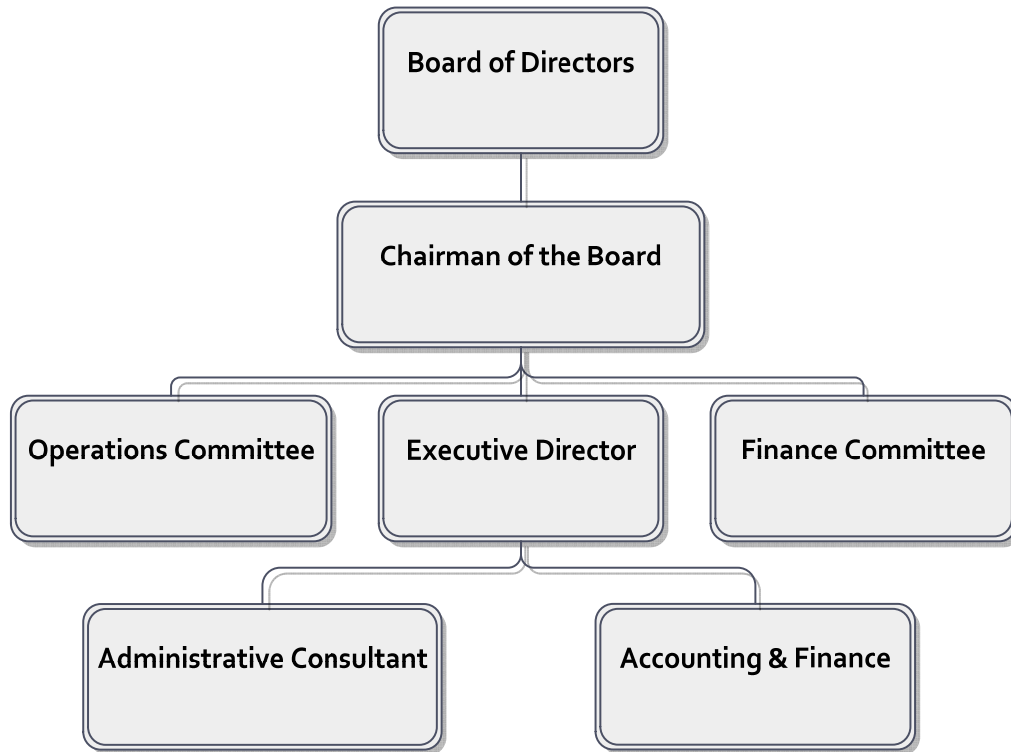 Board of Directors
Chairman of the Board
Operations Committee
Executive Director
Finance Committee
Administrative Consultant
Accounting & Finance